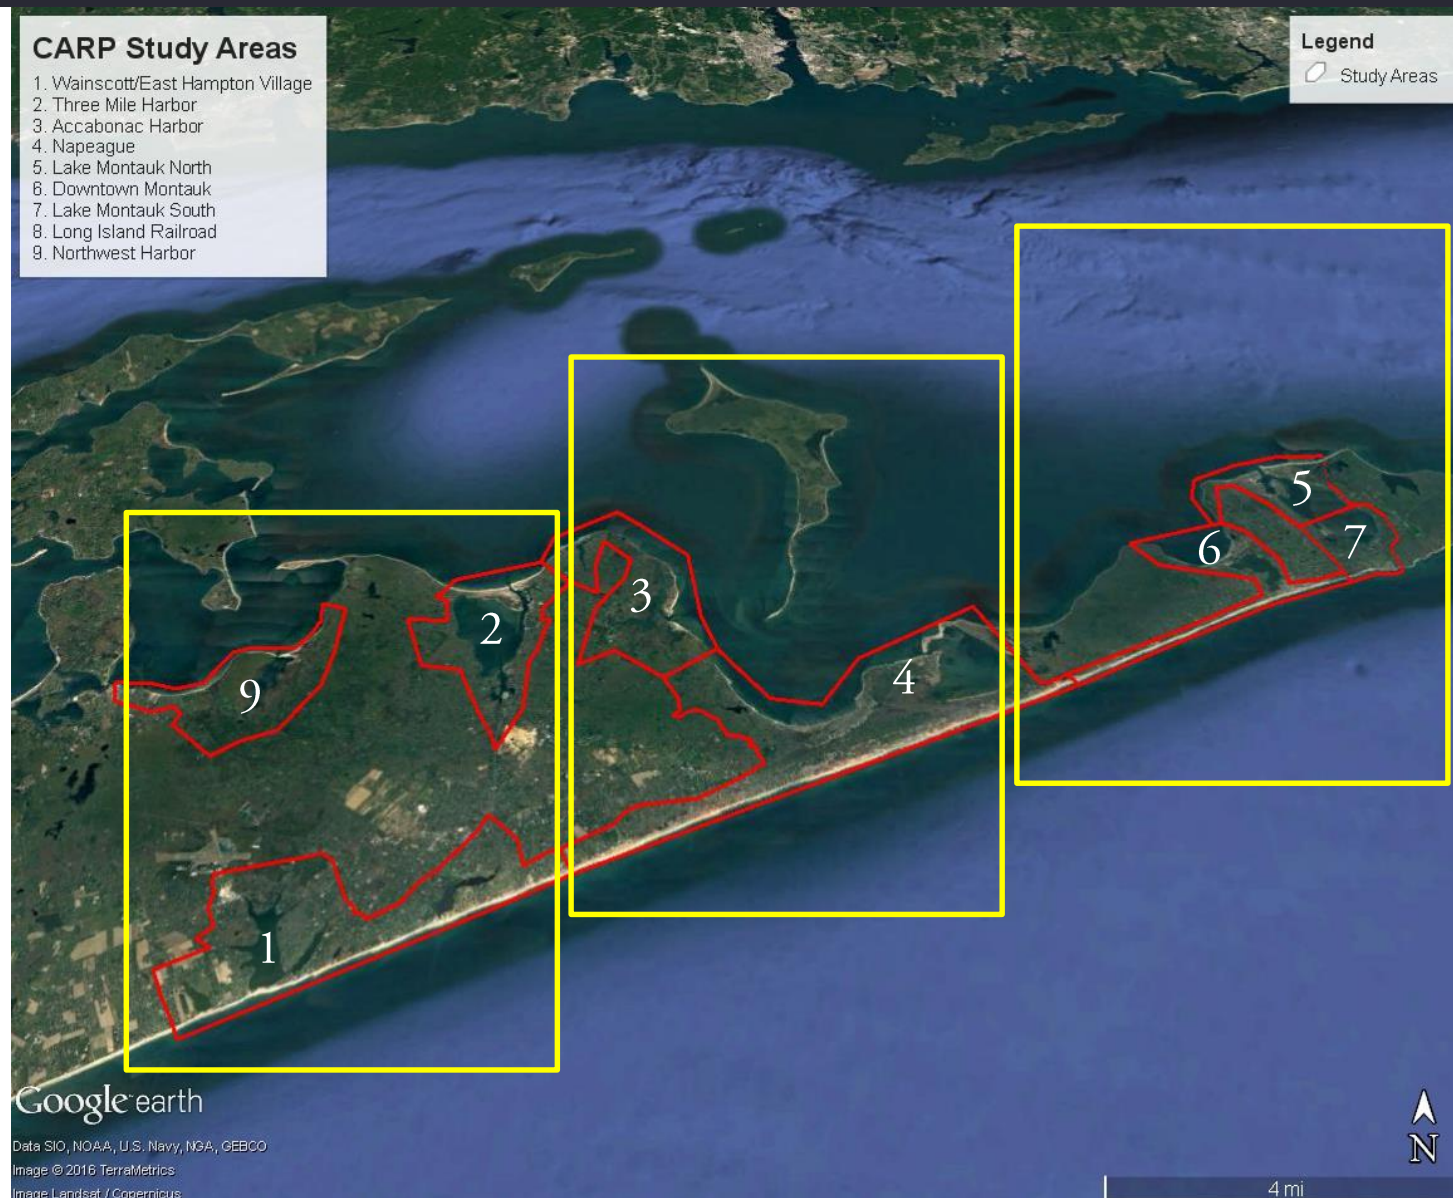 CARP Study Areas
1. Wainscott/East Hampton Village
2. Three Mile Harbor
3. Accabonac Harbor
4. Napeague
5. Lake Montauk North
6. Downtown Montauk
7. Lake Montauk South
8. Long Island Railroad
9. Northwest Harbor
Legend
Study Areas
5
7
6
3
2
4
9
1
Google earth
Data SIO, NOAA, U.S. Navy, NGA, GEBCO
Image © 2016 TerraMetrics
Image Landsat / Copernicus
N
4 mi